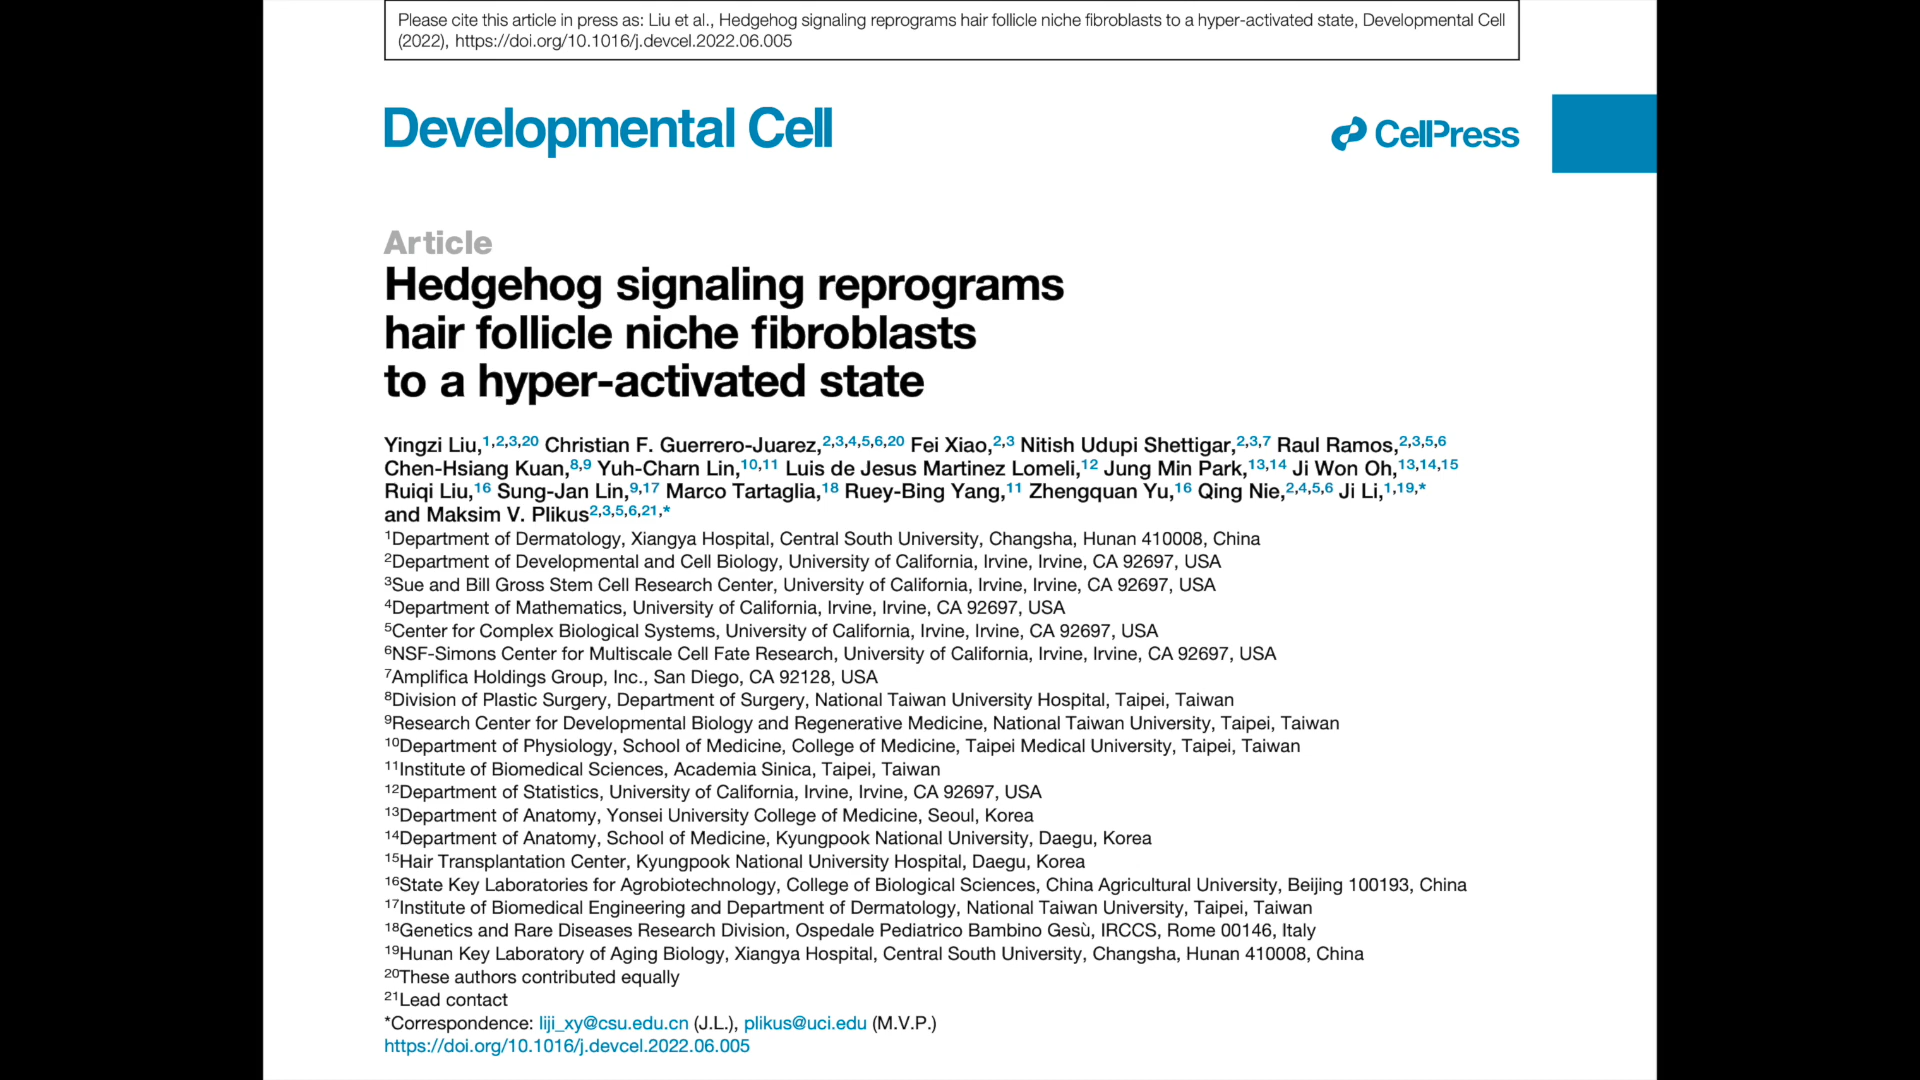 Please cite this article in press as: Liu et al., Hedgehog signaling reprograms hair follicle niche fibroblasts to a hyper-activated state, Developmental Cell
(2022), https://doi.org/10.1016/j.devcel.2022.06.005
Developmental Cell
CellPress
Article
Hedgehog signaling reprograms
hair follicle niche fibroblasts
to a hyper-activated state
Yingzi Liu,1,2,3,20 Christian F. Guerrero-Juarez,2,3,4,5,6,20 Fei Xiao,2,3 Nitish Udupi Shettigar,2,3,7 Raul Ramos,2,3,5,6
Chen-Hsiang Kuan,8,9 Yuh-Charn Lin,10,11 Luis de Jesus Martinez Lomeli,12 Jung Min Park,13,14 Ji Won Oh,13,14,15
Ruiqi Liu,16 Sung-Jan Lin,9,17 Marco Tartaglia,18 Ruey-Bing Yang,11 Zhengquan Yu,16 Qing Nie,2,4,5,6 Ji Li,1,19,*
and Maksim V. Plikus2,3,5,6,21,*
1Department of Dermatology, Xiangya Hospital, Central South University, Changsha, Hunan 410008, China
2Department of Developmental and Cell Biology, University of California, Irvine, Irvine, CA 92697, USA
3Sue and Bill Gross Stem Cell Research Center, University of California, Irvine, Irvine, CA 92697, USA
4Department of Mathematics, University of California, Irvine, Irvine, CA 92697, USA
5Center for Complex Biological Systems, University of California, Irvine, Irvine, CA 92697, USA
6NSF-Simons Center for Multiscale Cell Fate Research, University of California, Irvine, Irvine, CA 92697, USA
7Amplifica Holdings Group, Inc., San Diego, CA 92128, USA
8Division of Plastic Surgery, Department of Surgery, National Taiwan University Hospital, Taipei, Taiwan
9Research Center for Developmental Biology and Regenerative Medicine, National Taiwan University, Taipei, Taiwan
10Department of Physiology, School of Medicine, College of Medicine, Taipei Medical University, Taipei, Taiwan
11Institute of Biomedical Sciences, Academia Sinica, Taipei, Taiwan
12Department of Statistics, University of California, Irvine, Irvine, CA 92697, USA
13Department of Anatomy, Yonsei University College of Medicine, Seoul, Korea
14Department of Anatomy, School of Medicine, Kyungpook National University, Daegu, Korea
15Hair Transplantation Center, Kyungpook National University Hospital, Daegu, Korea
16State Key Laboratories for Agrobiotechnology, College of Biological Sciences, China Agricultural University, Beijing 100193, China
17Institute of Biomedical Engineering and Department of Dermatology, National Taiwan University, Taipei, Taiwan
18Genetics and Rare Diseases Research Division, Ospedale Pediatrico Bambino Gesù, IRCCS, Rome 00146, Italy
19Hunan Key Laboratory of Aging Biology, Xiangya Hospital, Central South University, Changsha, Hunan 410008, China
20These authors contributed equally
21Lead contact
*Correspondence: liji_xy@csu.edu.cn (J.L.), plikus@uci.edu (M.V.P.)
https://doi.org/10.1016/j.devcel.2022.06.005